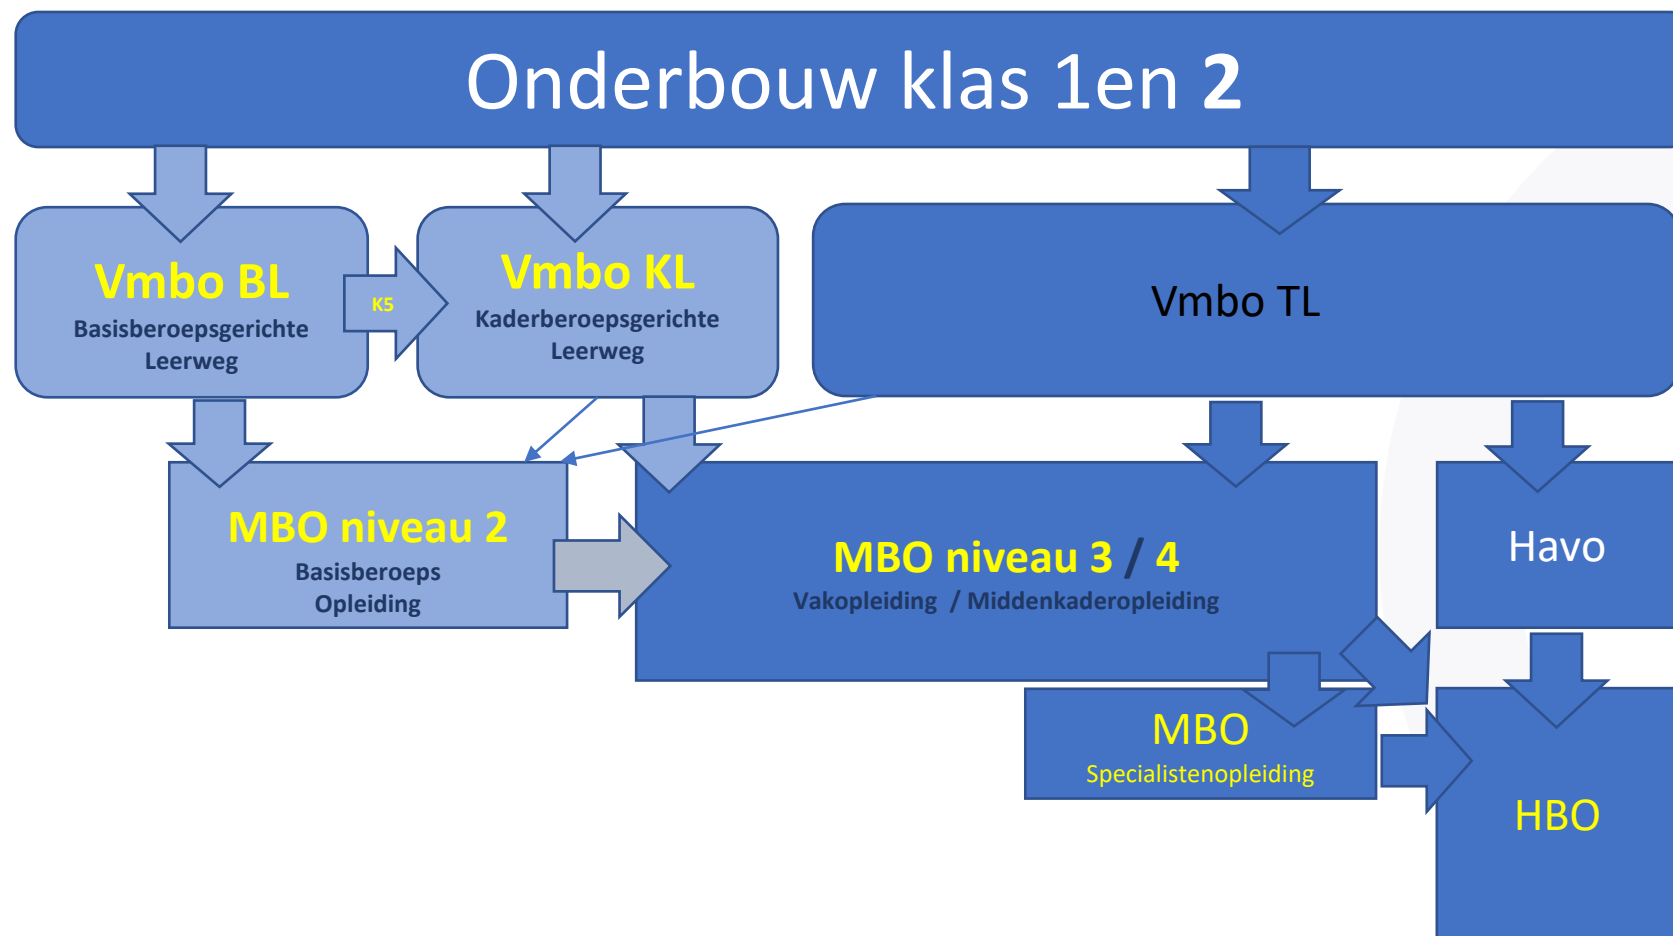 Onderbouw klas 1en 2
Vmbo BL
Basisberoepsgerichte
Leerweg
K5
Vmbo KL
Kaderberoepsgerichte
Leerweg
Vmbo TL
MBO niveau 2
Basisberoeps
Opleiding
MBO niveau 3 / 4
Vakopleiding / Middenkaderopleiding
Havo
MBO
Specialistenopleiding
HBO